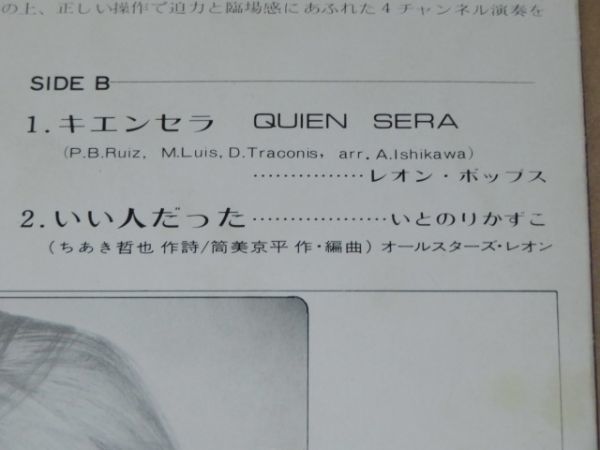 の上、正しい操作で迫力と臨場感にあふれた4チャンネル演奏を
SIDE B
1.キエンセラ QUIEN SERA
(P.B.Ruiz, M.Luis, D.Traconis, arr. A.Ishikawa)
……………レオン・ポップス
2.いい人だった………………いとのりかずこ
(ちあき哲也 作詩/筒美京平 作・編曲) オールスターズ・レオン